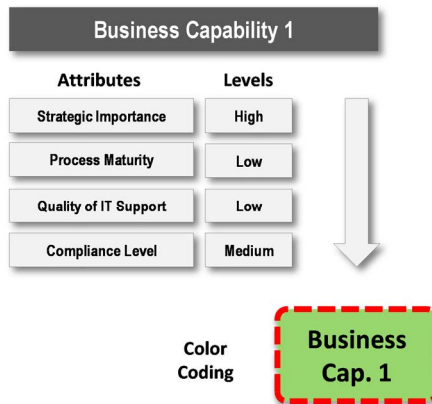 Business Capability 1
Attributes Levels
Strategic Importance High
Process Maturity Low
Quality of IT Support Low
Compliance Level Medium
Color
Coding
Business
Cap. 1